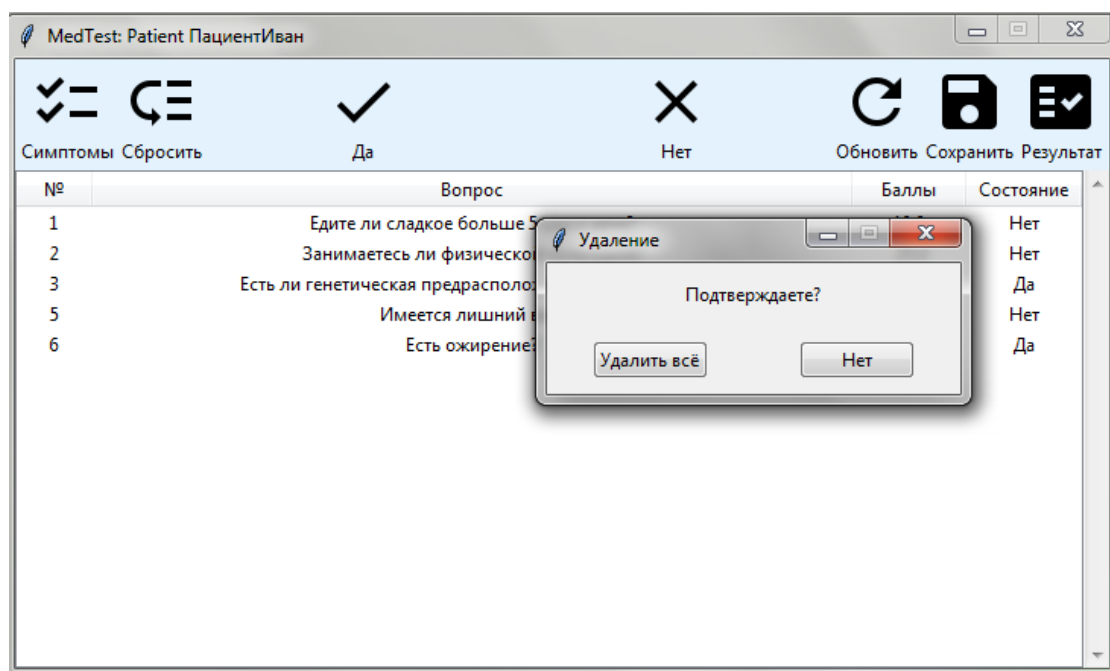 MedTest: Patient ПациентИван
Симптомы Сбросить Да Нет Обновить Сохранить Результат
№ Вопрос Баллы Состояние
1 Едите ли сладкое больше Нет
2 Занимаетесь ли Нет
3 Есть ли генетическая Да
5 Имеется лишний Нет
6 Есть ожирение? Да
Удаление
Подтверждаете?
Удалить всё Нет